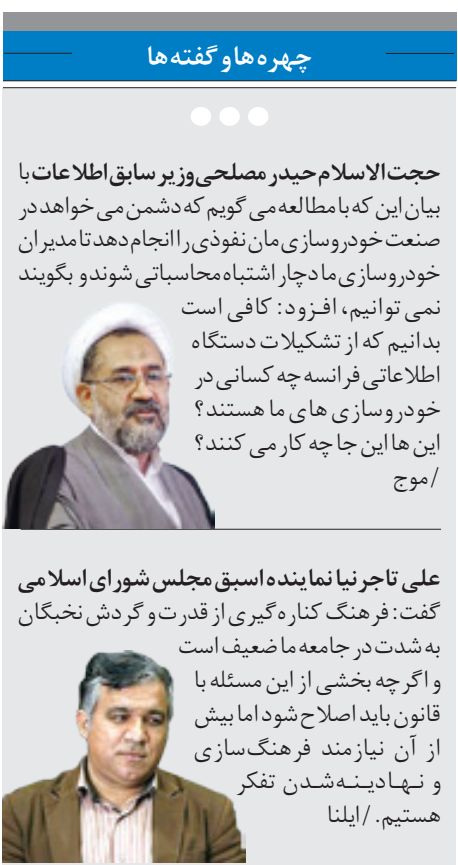 چهره‌ها و گفته‌ها
حجت‌الاسلام حیدر مصلحی وزیر سابق اطلاعات با
بیان این که با مطالعه می گویم که دشمن می خواهد در
صنعت خودروسازی مان نفوذی را انجام دهد تا مدیران
خودروسازی ما دچار اشتباه محاسباتی شوند و بگویند
نمی توانیم، افزود: کافی است
بدانیم که از تشکیلات دستگاه
اطلاعاتی فرانسه چه کسانی در
خودروسازی های ما هستند؟
این ها این جا چه کار می کنند؟
/موج
علی تاجرنیا نماینده اسبق مجلس شورای اسلامی
گفت: فرهنگ کناره گیری از قدرت و گردش نخبگان
به شدت در جامعه ما ضعیف است
و اگرچه بخشی از این مسئله با
قانون باید اصلاح شود اما بیش
از آن نیازمند فرهنگ‌سازی
و نهادینه‌شدن تفکر
هستیم. /ایلنا